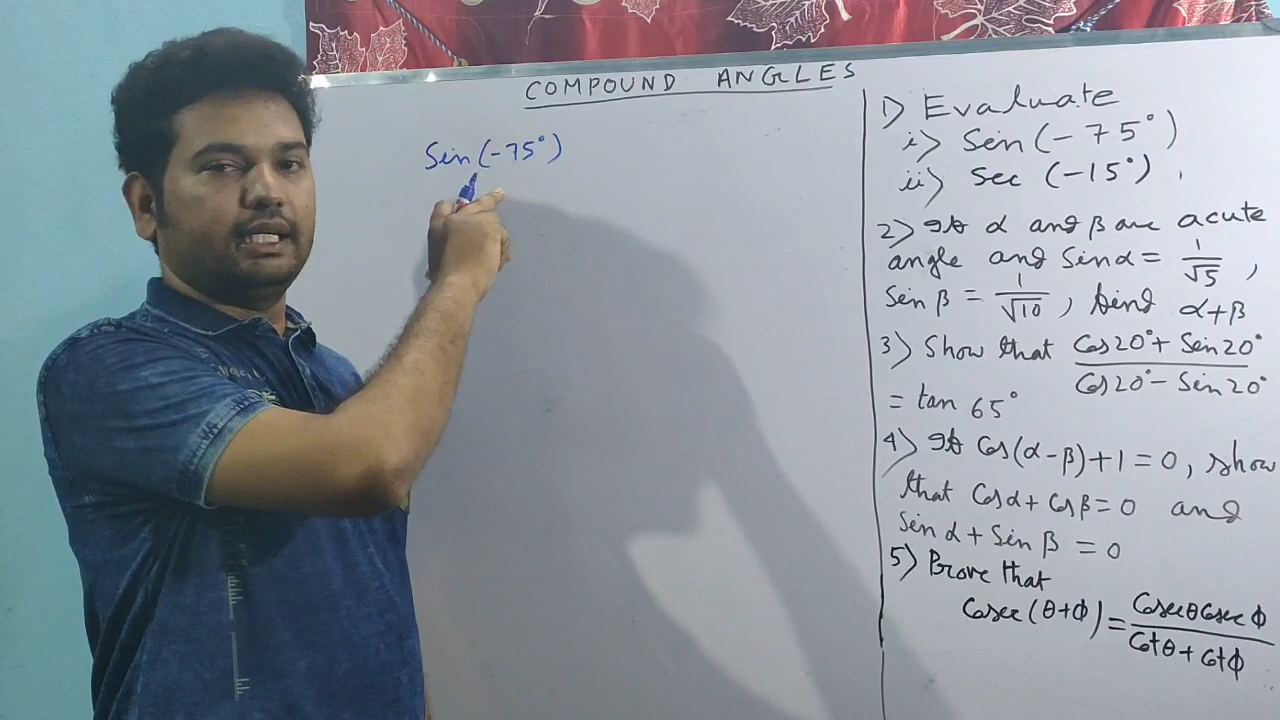 COMPOUND ANGLES
Sin(-75°)
1) Evaluate
i) Sin(-75°)
ii) Sec (-15°).
2) If α and β are acute
angle and Sinα = 1/√5 ,
Sin β = 1/√10 , find α+β
3) Show that (Cos20°+ Sin20°)/(Cos20°- Sin20°)
= tan 65°
4) If Cos(α-β)+1=0, show
that Cosα+ Cosβ=0 and
Sin α + Sin β = 0
5) Prove that
Cosec (θ+ϕ) = (Cosecθ Cosec ϕ)/(Cotθ + Cotϕ)